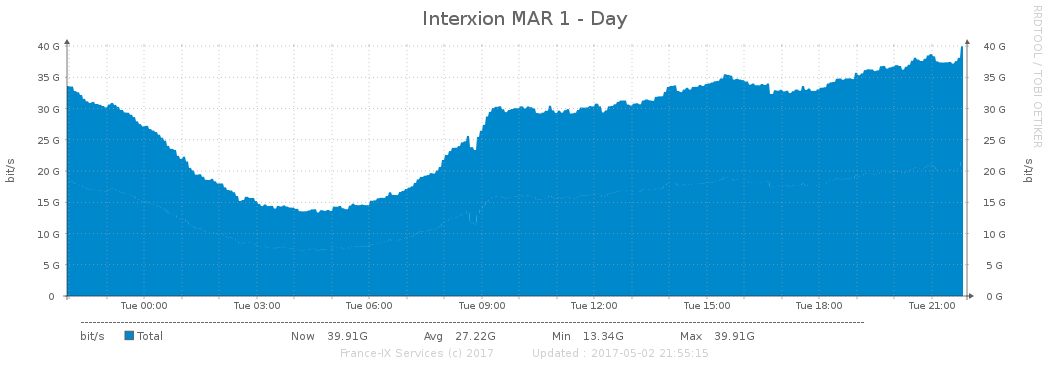 Interxion MAR 1 - Day
RRDTOOL / TOBI OETIKER
40 G 40 G
35 G 35 G
30 G 30 G
25 G 25 G
20 G 20 G
15 G 15 G
10 G 10 G
5 G 5 G
0 0 G
bit/s
bit/s
Tue 00:00 Tue 03:00 Tue 06:00 Tue 09:00 Tue 12:00 Tue 15:00 Tue 18:00 Tue 21:00
bit/s Total Now 39.91G Avg 27.22G Min 13.34G Max 39.91G
France-IX Services (c) 2017 Updated : 2017-05-02 21:55:15